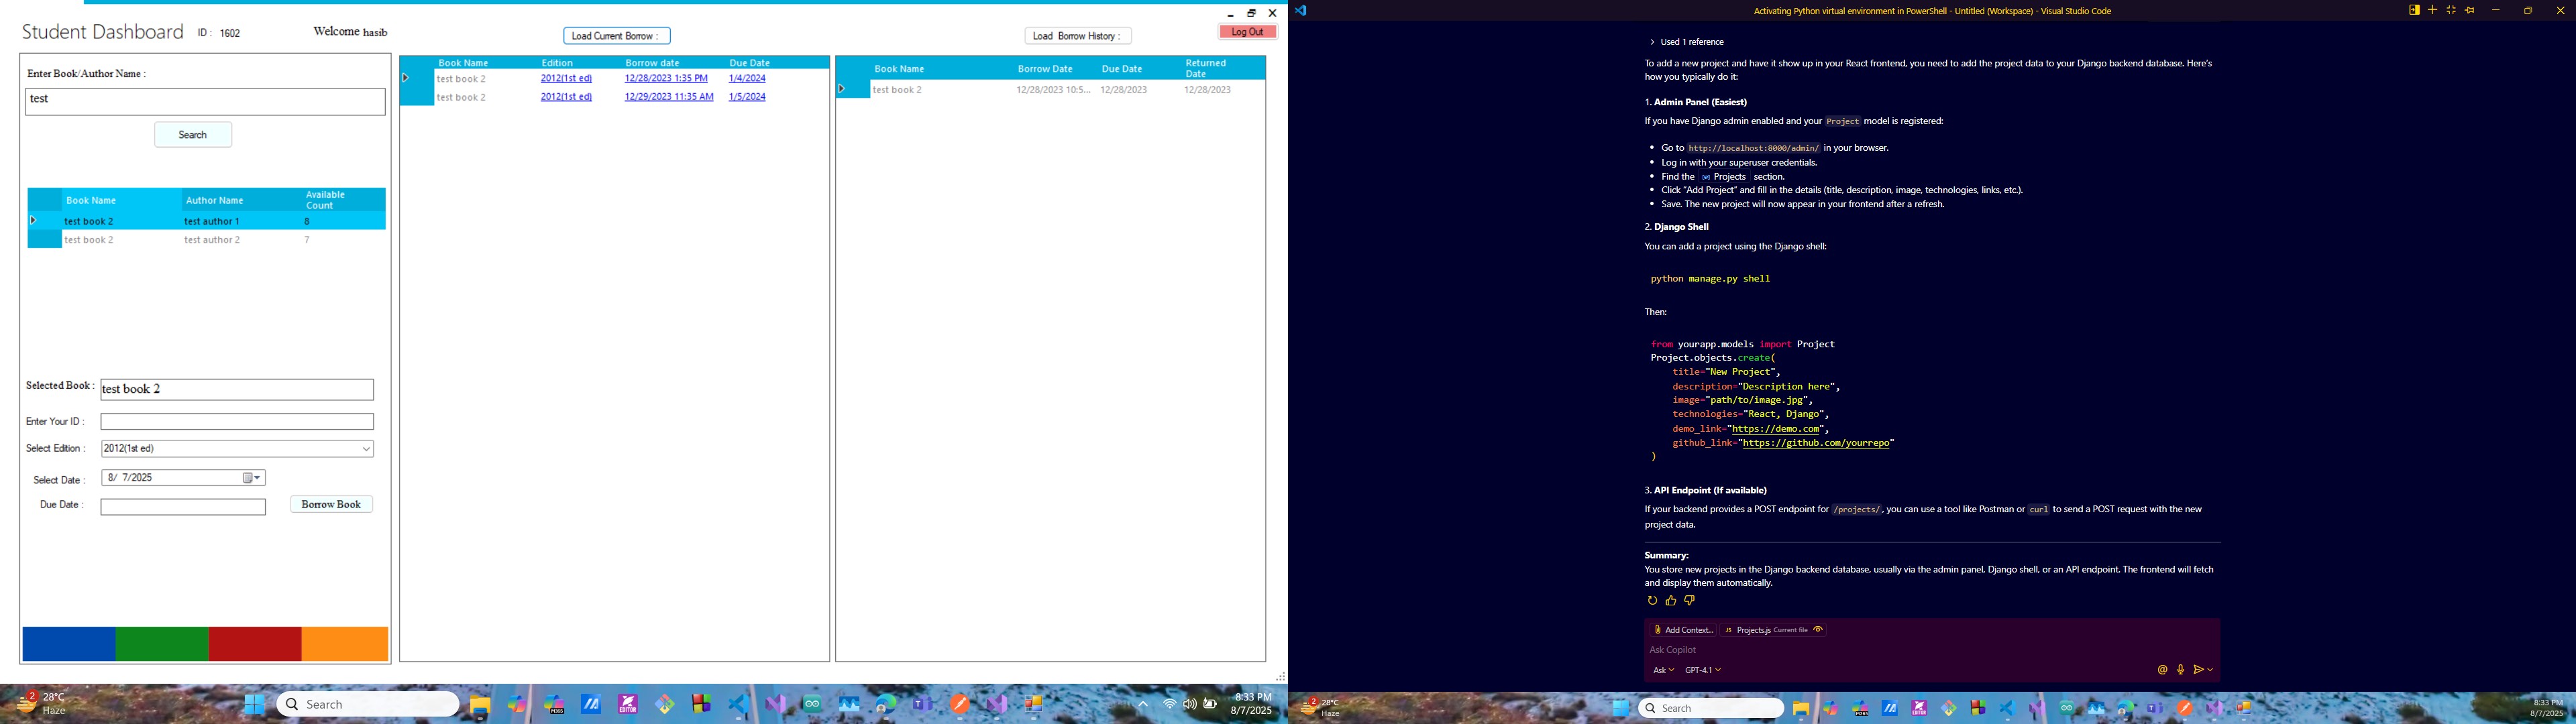 Student Dashboard
ID : 1602
Welcome hasib
Load Current Borrow :
Load Borrow History :
Log Out
Enter Book/Author Name :
test
Search
Book Name Author Name Available Count
test book 2 test author 1 8
test book 2 test author 2 7
Selected Book : test book 2
Enter Your ID :
Select Edition : 2012(1st ed)
Select Date : 8/ 7/2025
Due Date :
Borrow Book
Book Name Edition Borrow date Due Date
test book 2 2012(1st ed) 12/28/2023 1:35 PM 1/4/2024
test book 2 2012(1st ed) 12/29/2023 11:35 AM 1/5/2024
Book Name Borrow Date Due Date Returned Date
test book 2 12/28/2023 10:5... 12/28/2023 12/28/2023
2
28°C
Haze
Search
M365
EDITOR
8:33 PM
8/7/2025
Activating Python virtual environment in PowerShell - Untitled (Workspace) - Visual Studio Code
Used 1 reference
To add a new project and have it show up in your React frontend, you need to add the project data to your Django backend database. Here's
how you typically do it:
1. Admin Panel (Easiest)
If you have Django admin enabled and your Project model is registered:
• Go to http://localhost:8000/admin/ in your browser.
• Log in with your superuser credentials.
• Find the Projects section.
• Click "Add Project" and fill in the details (title, description, image, technologies, links, etc.).
• Save. The new project will now appear in your frontend after a refresh.
2. Django Shell
You can add a project using the Django shell:
python manage.py shell
Then:
from yourapp.models import Project
Project.objects.create(
title="New Project",
description="Description here",
image="path/to/image.jpg",
technologies="React, Django",
demo_link="https://demo.com",
github_link="https://github.com/yourrepo"
)
3. API Endpoint (If available)
If your backend provides a POST endpoint for /projects/, you can use a tool like Postman or curl to send a POST request with the new
project data.
Summary:
You store new projects in the Django backend database, usually via the admin panel, Django shell, or an API endpoint. The frontend will fetch
and display them automatically.
Add Context...
JS Projects.js Current file
Ask Copilot
Ask
GPT-4.1
2
28°C
Haze
Search
8:33 PM
8/7/2025